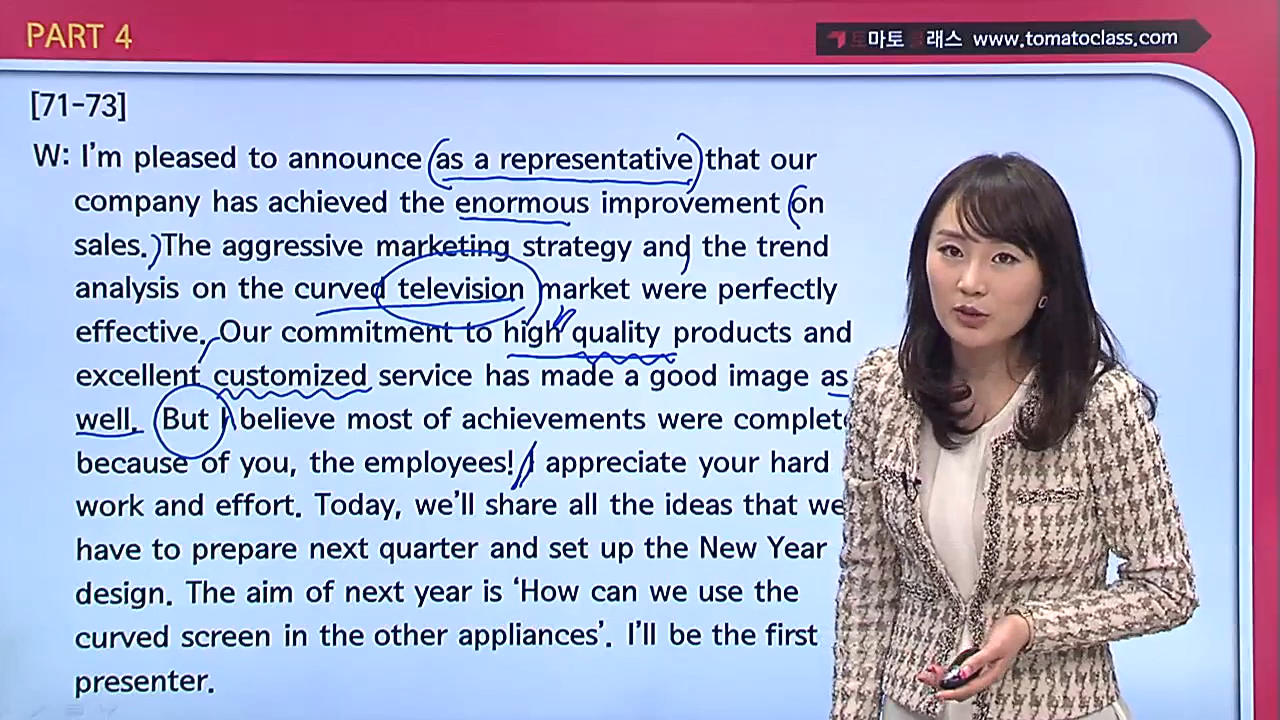 PART 4
토마토클래스 www.tomatoclass.com
[71-73]
W: I'm pleased to announce as a representative that our
company has achieved the enormous improvement on
sales. The aggressive marketing strategy and the trend
analysis on the curved television market were perfectly
effective. Our commitment to high quality products and
excellent customized service has made a good image as
well. But I believe most of achievements were complet
because of you, the employees! I appreciate your hard
work and effort. Today, we'll share all the ideas that we
have to prepare next quarter and set up the New Year
design. The aim of next year is 'How can we use the
curved screen in the other appliances'. I'll be the first
presenter.